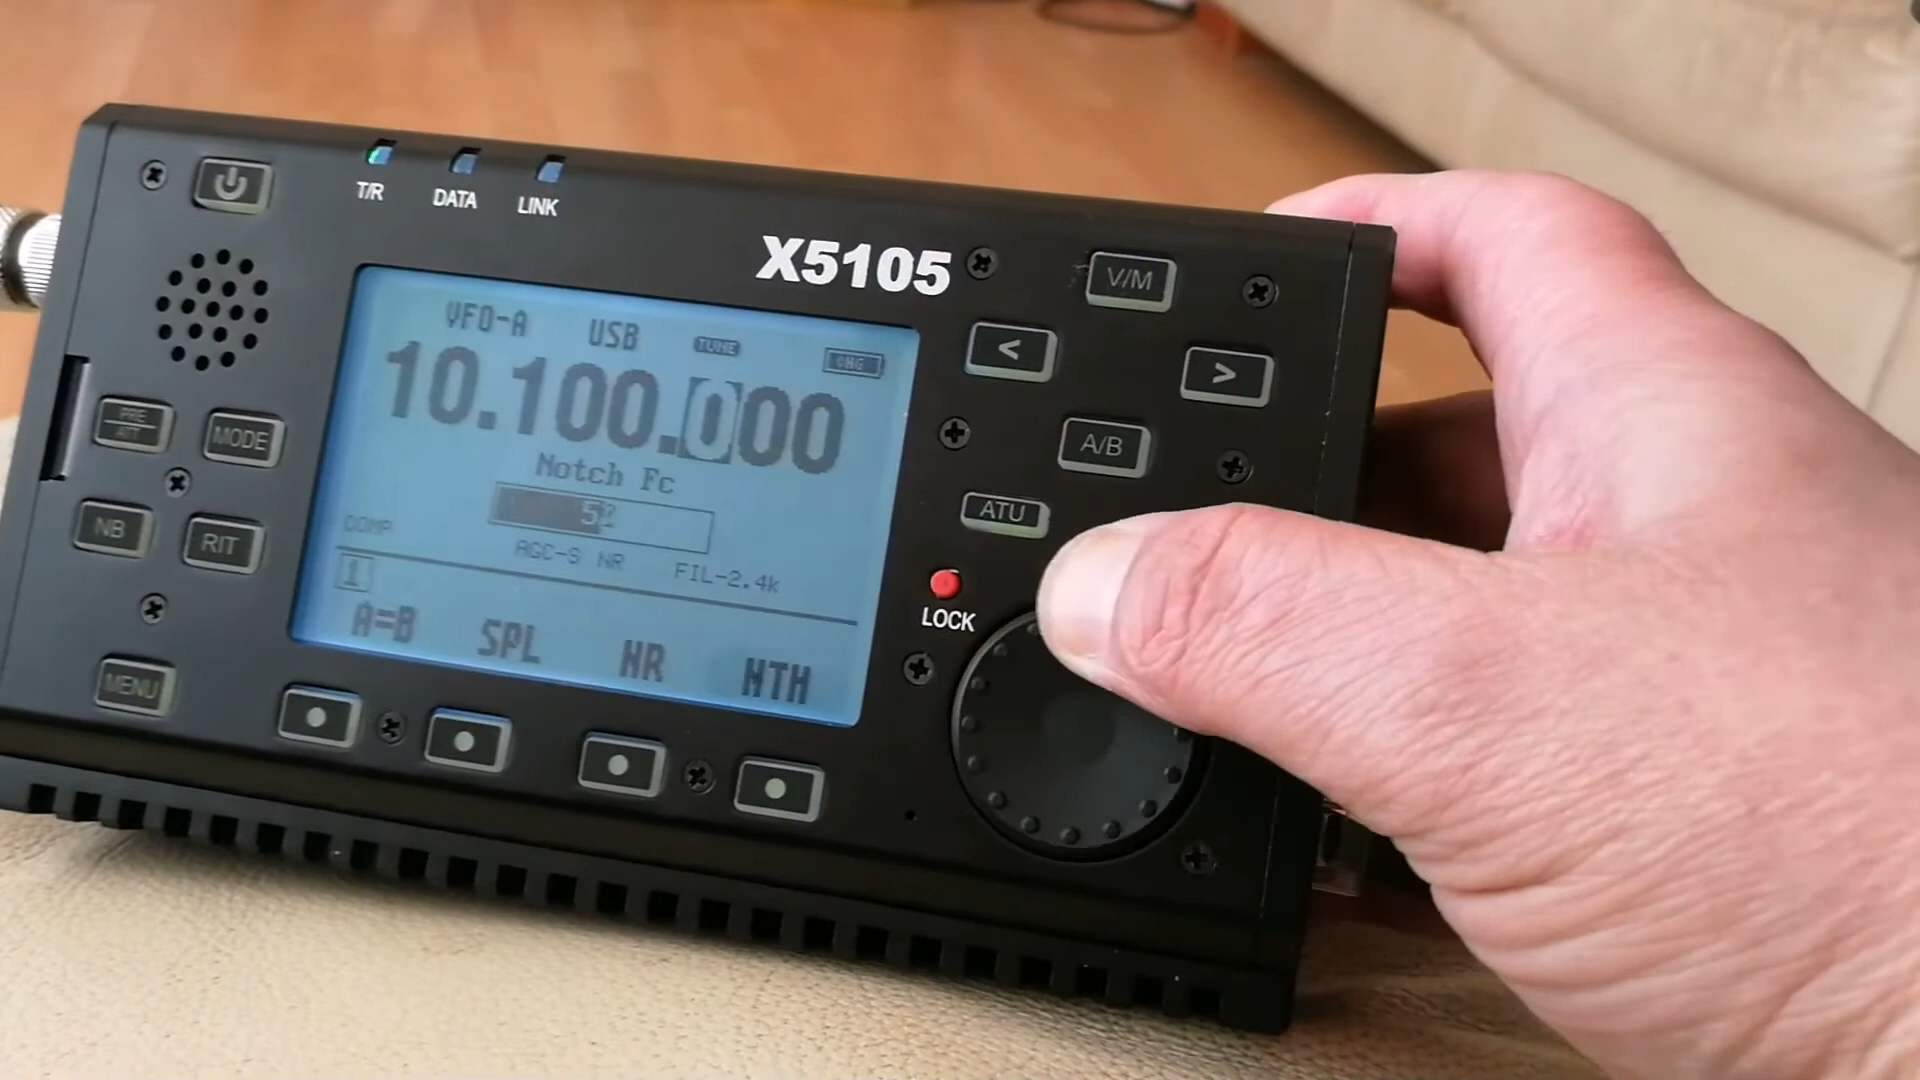 T/R DATA LINK
X5105
V/M
< >
A/B
ATU
LOCK
PRE
ATT
MODE
NB RIT
MENU
VFO-A USB TUNE CHG
10.100.000
Notch Fc
COMP
AGC-S NR FIL-2.4k
1
A=B SPL NR NTH